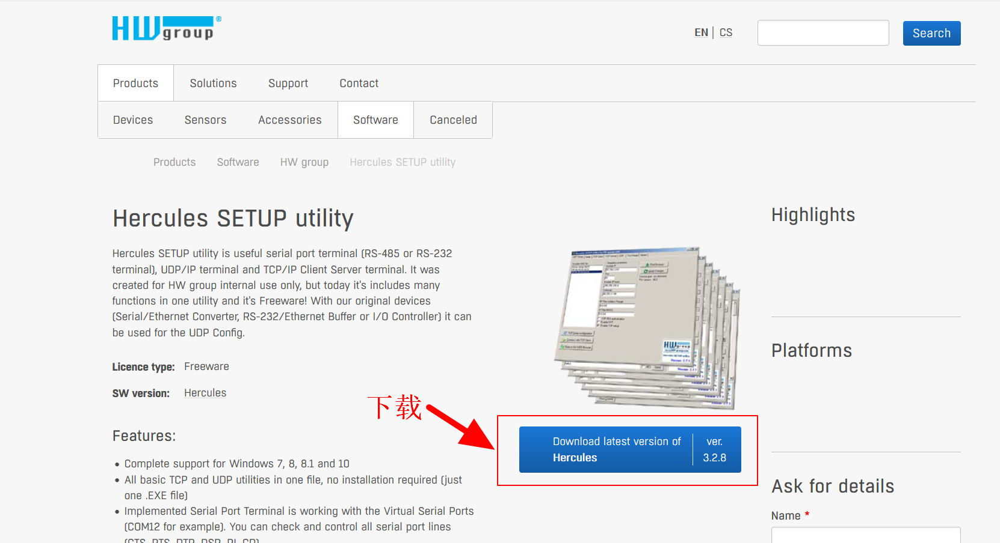 HW group®
EN | CS
Search
Products Solutions Support Contact
Devices Sensors Accessories Software Canceled
Products Software HW group Hercules SETUP utility
Hercules SETUP utility
Hercules SETUP utility is useful serial port terminal (RS-485 or RS-232
terminal), UDP/IP terminal and TCP/IP Client Server terminal. It was
created for HW group internal use only, but today it's includes many
functions in one utility and it's Freeware! With our original devices
(Serial/Ethernet Converter, RS-232/Ethernet Buffer or I/O Controller) it can
be used for the UDP Config.
Licence type: Freeware
SW version: Hercules
下载
Features:
Complete support for Windows 7, 8, 8.1 and 10
All basic TCP and UDP utilities in one file, no installation required (just
one .EXE file)
Implemented Serial Port Terminal is working with the Virtual Serial Ports
(COM12 for example). You can check and control all serial port lines
(CTS, RTS, DTR, DSR, RI, CD)
HW group
Download latest version of
Hercules
ver.
3.2.8
Highlights
Platforms
Ask for details
Name *